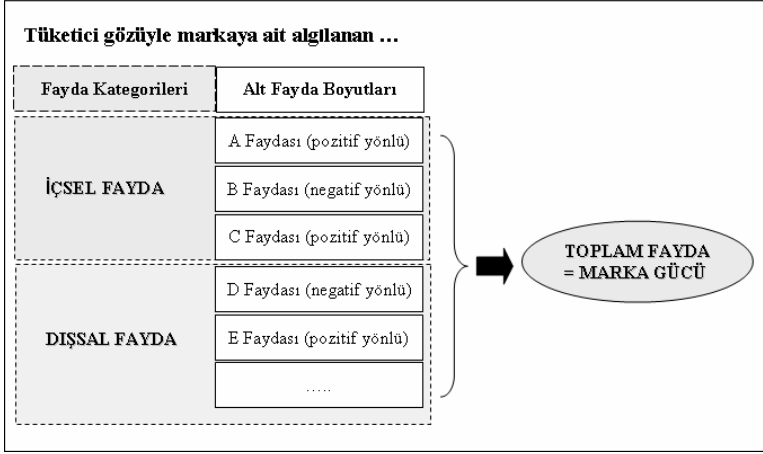 Tüketici gözüyle markaya ait algılanan ...
Fayda Kategorileri
Alt Fayda Boyutları
İÇSEL FAYDA
A Faydası (pozitif yönlü)
B Faydası (negatif yönlü)
C Faydası (pozitif yönlü)
DIŞSAL FAYDA
D Faydası (negatif yönlü)
E Faydası (pozitif yönlü)
.....
TOPLAM FAYDA
= MARKA GÜCÜ